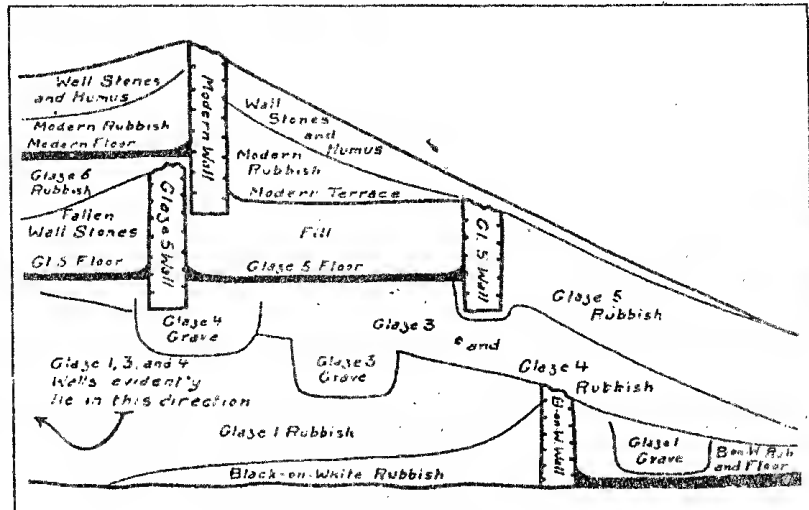 Wall Stones
and Humus
Modern Rubbish
Modern Floor
Modern Wall
Wall
Stones
and
Humus
Modern
Rubbish
Modern Terrace
Glaze 6
Rubbish
Fallen
Wall Stones
Gl.5 Floor
Glaze 5 Wall
Fill
Glaze 5 Floor
Gl. 5 Wall
Glaze 5
Rubbish
Glaze 4
Grave
Glaze 3
and
Glaze 4
Rubbish
Glaze 3
Grave
Glaze 1, 3, and 4
Walls evidently
lie in this direction
Glaze 1 Rubbish
Black-on-White Rubbish
B-on-W Wall
Glaze 1
Grave
B on W Rub
and Floor